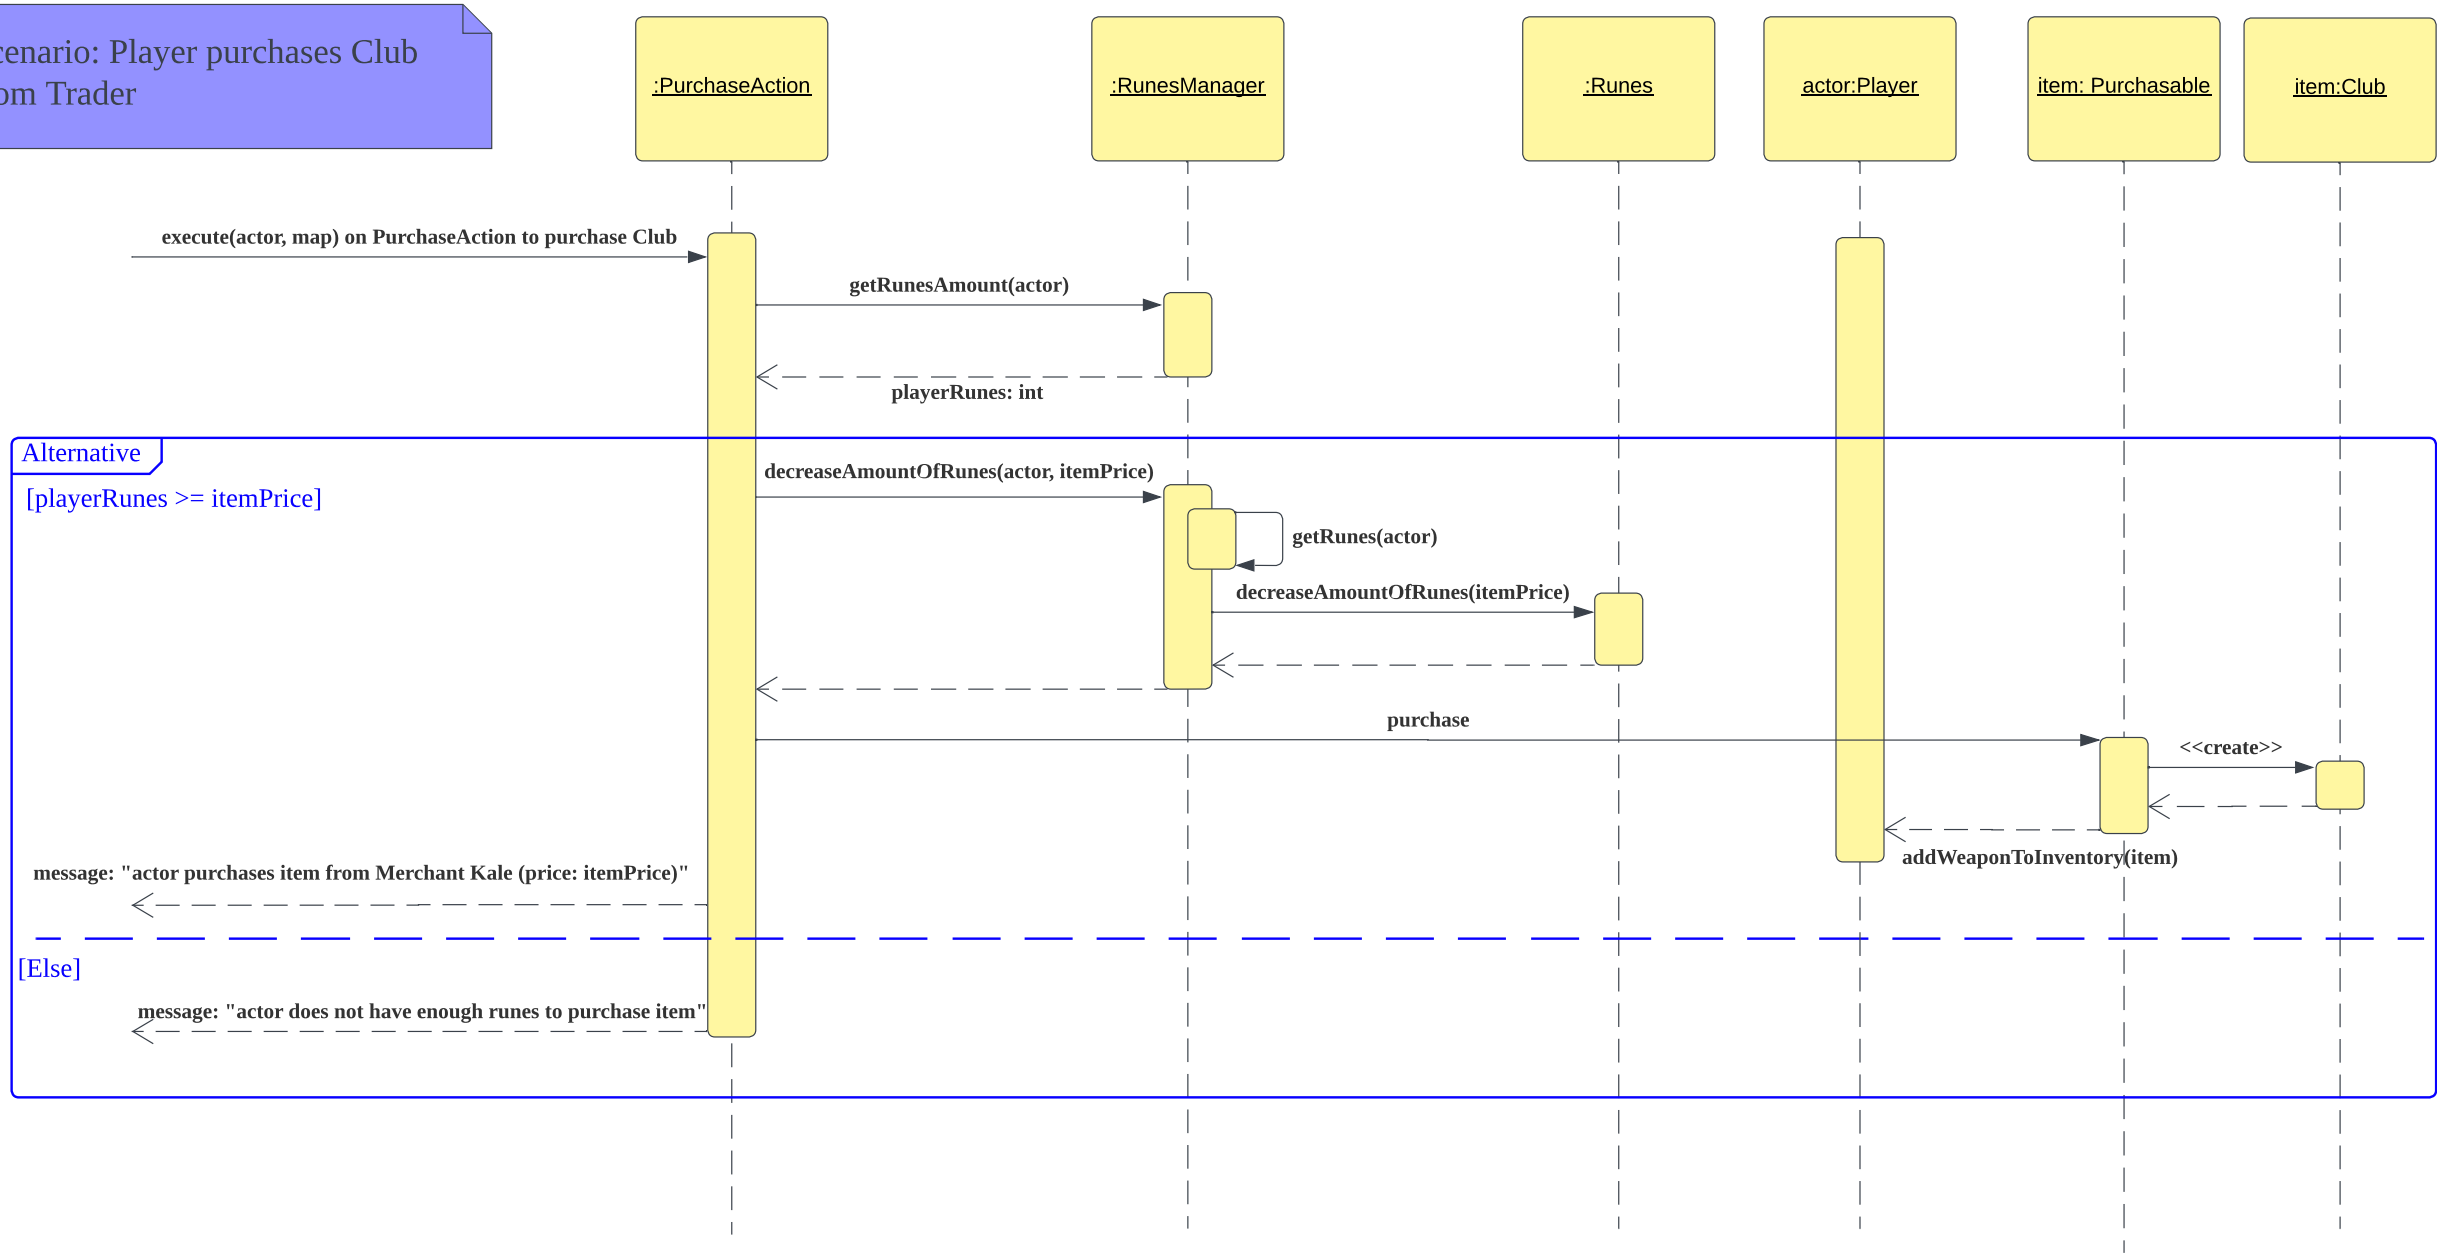 cenario: Player purchases Club
om Trader
:PurchaseAction
:RunesManager
:Runes
actor:Player
item: Purchasable
item:Club
execute(actor, map) on PurchaseAction to purchase Club
getRunesAmount(actor)
playerRunes: int
Alternative
decreaseAmountOfRunes(actor, itemPrice)
[playerRunes >= itemPrice]
getRunes(actor)
decreaseAmountOfRunes(itemPrice)
purchase
<<create>>
addWeaponToInventory(item)
message: "actor purchases item from Merchant Kale (price: itemPrice)"
[Else]
message: "actor does not have enough runes to purchase item"